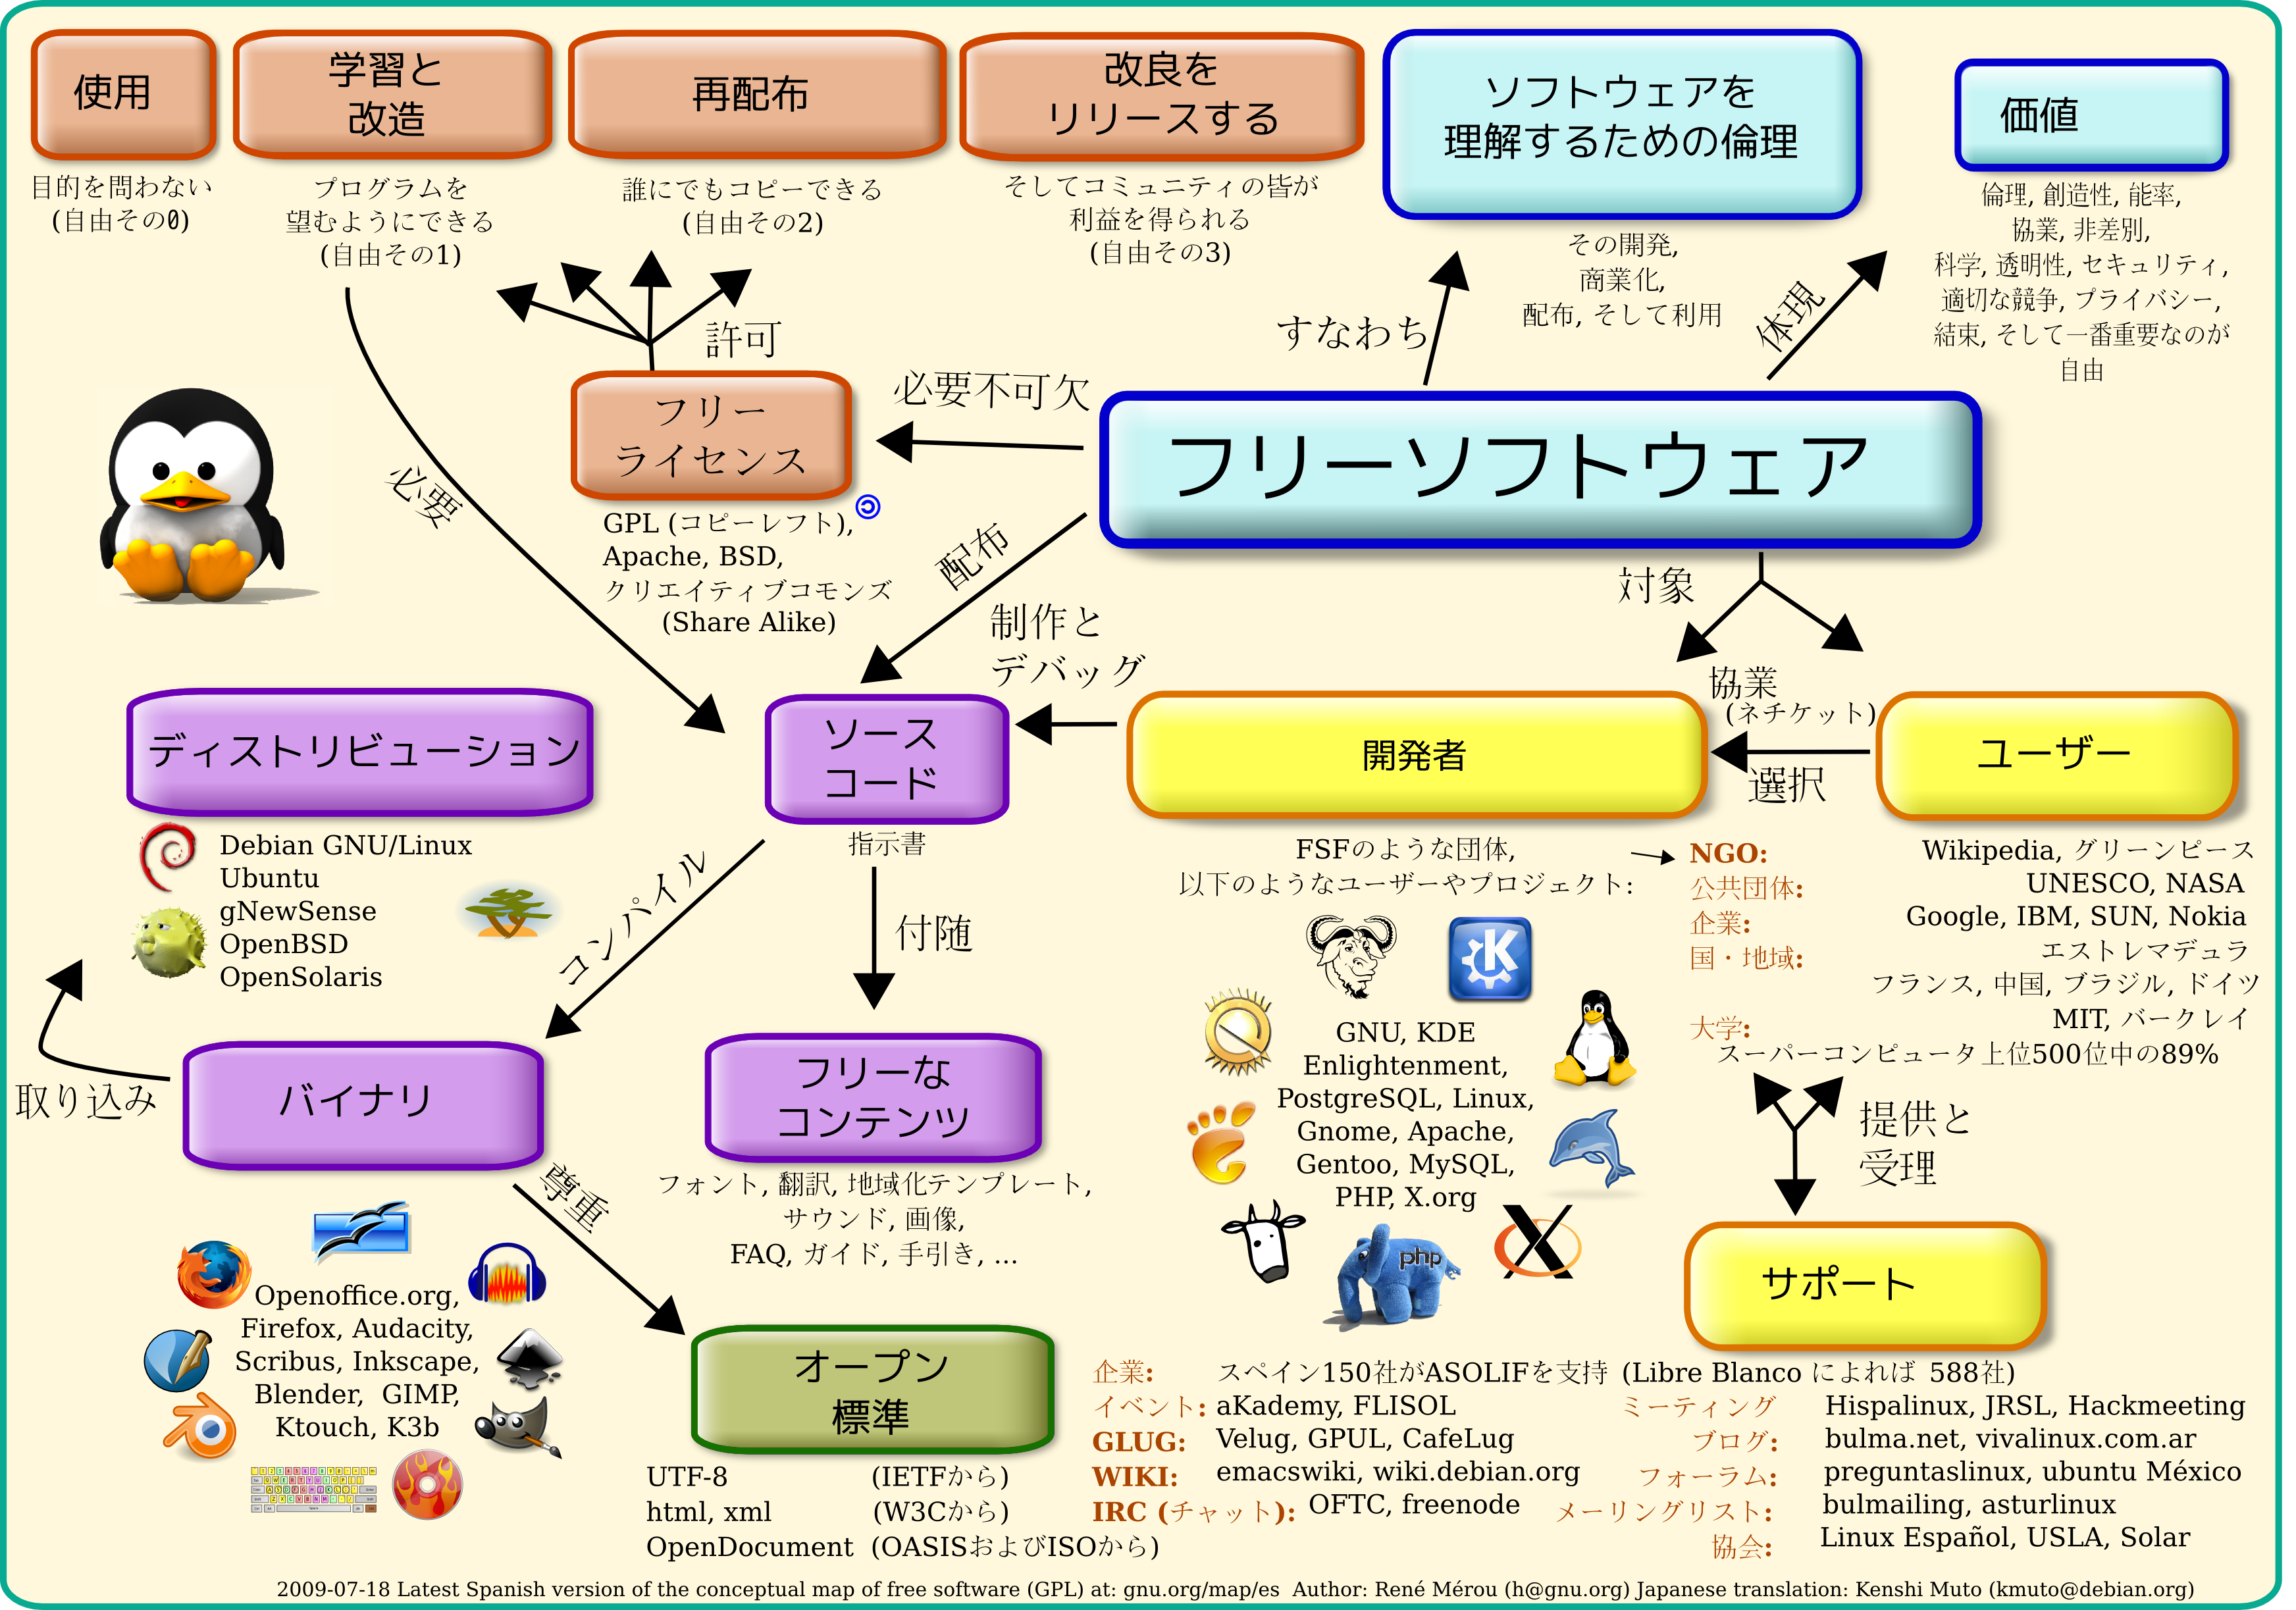 使用
目的を問わない
(自由その0)
学習と
改造
プログラムを
望むようにできる
(自由その1)
再配布
誰にでもコピーできる
(自由その2)
改良を
リリースする
そしてコミュニティの皆が
利益を得られる
(自由その3)
ソフトウェアを
理解するための倫理
その開発,
商業化,
配布, そして利用
価値
倫理, 創造性, 能率,
協業, 非差別,
科学, 透明性, セキュリティ,
適切な競争, プライバシー,
結束, そして一番重要なのが
自由
許可
すなわち
体現
必要不可欠
フリー
ライセンス
GPL (コピーレフト),
Apache, BSD,
クリエイティブコモンズ
(Share Alike)
フリーソフトウェア
必要
配布
対象
制作と
デバッグ
協業
(ネチケット)
選択
ディストリビューション
Debian GNU/Linux
Ubuntu
gNewSense
OpenBSD
OpenSolaris
ソース
コード
指示書
開発者
FSFのような団体,
以下のようなユーザーやプロジェクト:
GNU, KDE
Enlightenment,
PostgreSQL, Linux,
Gnome, Apache,
Gentoo, MySQL,
PHP, X.org
php
ユーザー
NGO: Wikipedia, グリーンピース
公共団体: UNESCO, NASA
企業: Google, IBM, SUN, Nokia
国・地域: エストレマデュラ
フランス, 中国, ブラジル, ドイツ
大学: MIT, バークレイ
スーパーコンピュータ上位500位中の89%
コンパイル
付随
取り込み
バイナリ
尊重
Openoffice.org,
Firefox, Audacity,
Scribus, Inkscape,
Blender, GIMP,
Ktouch, K3b
フリーな
コンテンツ
フォント, 翻訳, 地域化テンプレート,
サウンド, 画像,
FAQ, ガイド, 手引き, ...
提供と
受理
サポート
オープン
標準
UTF-8 (IETFから)
html, xml (W3Cから)
OpenDocument (OASISおよびISOから)
企業: スペイン150社がASOLIFを支持 (Libre Blanco によれば 588社)
イベント: aKademy, FLISOL
GLUG: Velug, GPUL, CafeLug
WIKI: emacswiki, wiki.debian.org
IRC (チャット): OFTC, freenode
ミーティング Hispalinux, JRSL, Hackmeeting
ブログ: bulma.net, vivalinux.com.ar
フォーラム: preguntaslinux, ubuntu México
メーリングリスト: bulmailing, asturlinux
協会: Linux Español, USLA, Solar
2009-07-18 Latest Spanish version of the conceptual map of free software (GPL) at: gnu.org/map/es Author: René Mérou (h@gnu.org) Japanese translation: Kenshi Muto (kmuto@debian.org)